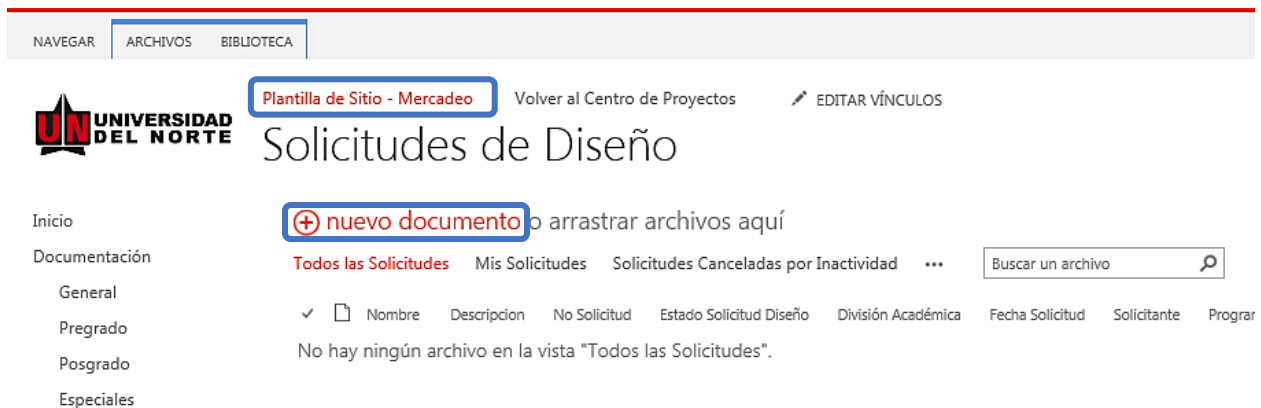 NAVEGAR ARCHIVOS BIBLIOTECA
UNIVERSIDAD
DEL NORTE
Plantilla de Sitio - Mercadeo Volver al Centro de Proyectos EDITAR VÍNCULOS
Solicitudes de Diseño
Inicio
Documentación
General
Pregrado
Posgrado
Especiales
nuevo documento o arrastrar archivos aquí
Todos las Solicitudes Mis Solicitudes Solicitudes Canceladas por Inactividad ••• Buscar un archivo
Nombre Descripcion No Solicitud Estado Solicitud Diseño División Académica Fecha Solicitud Solicitante Prograr
No hay ningún archivo en la vista "Todos las Solicitudes".